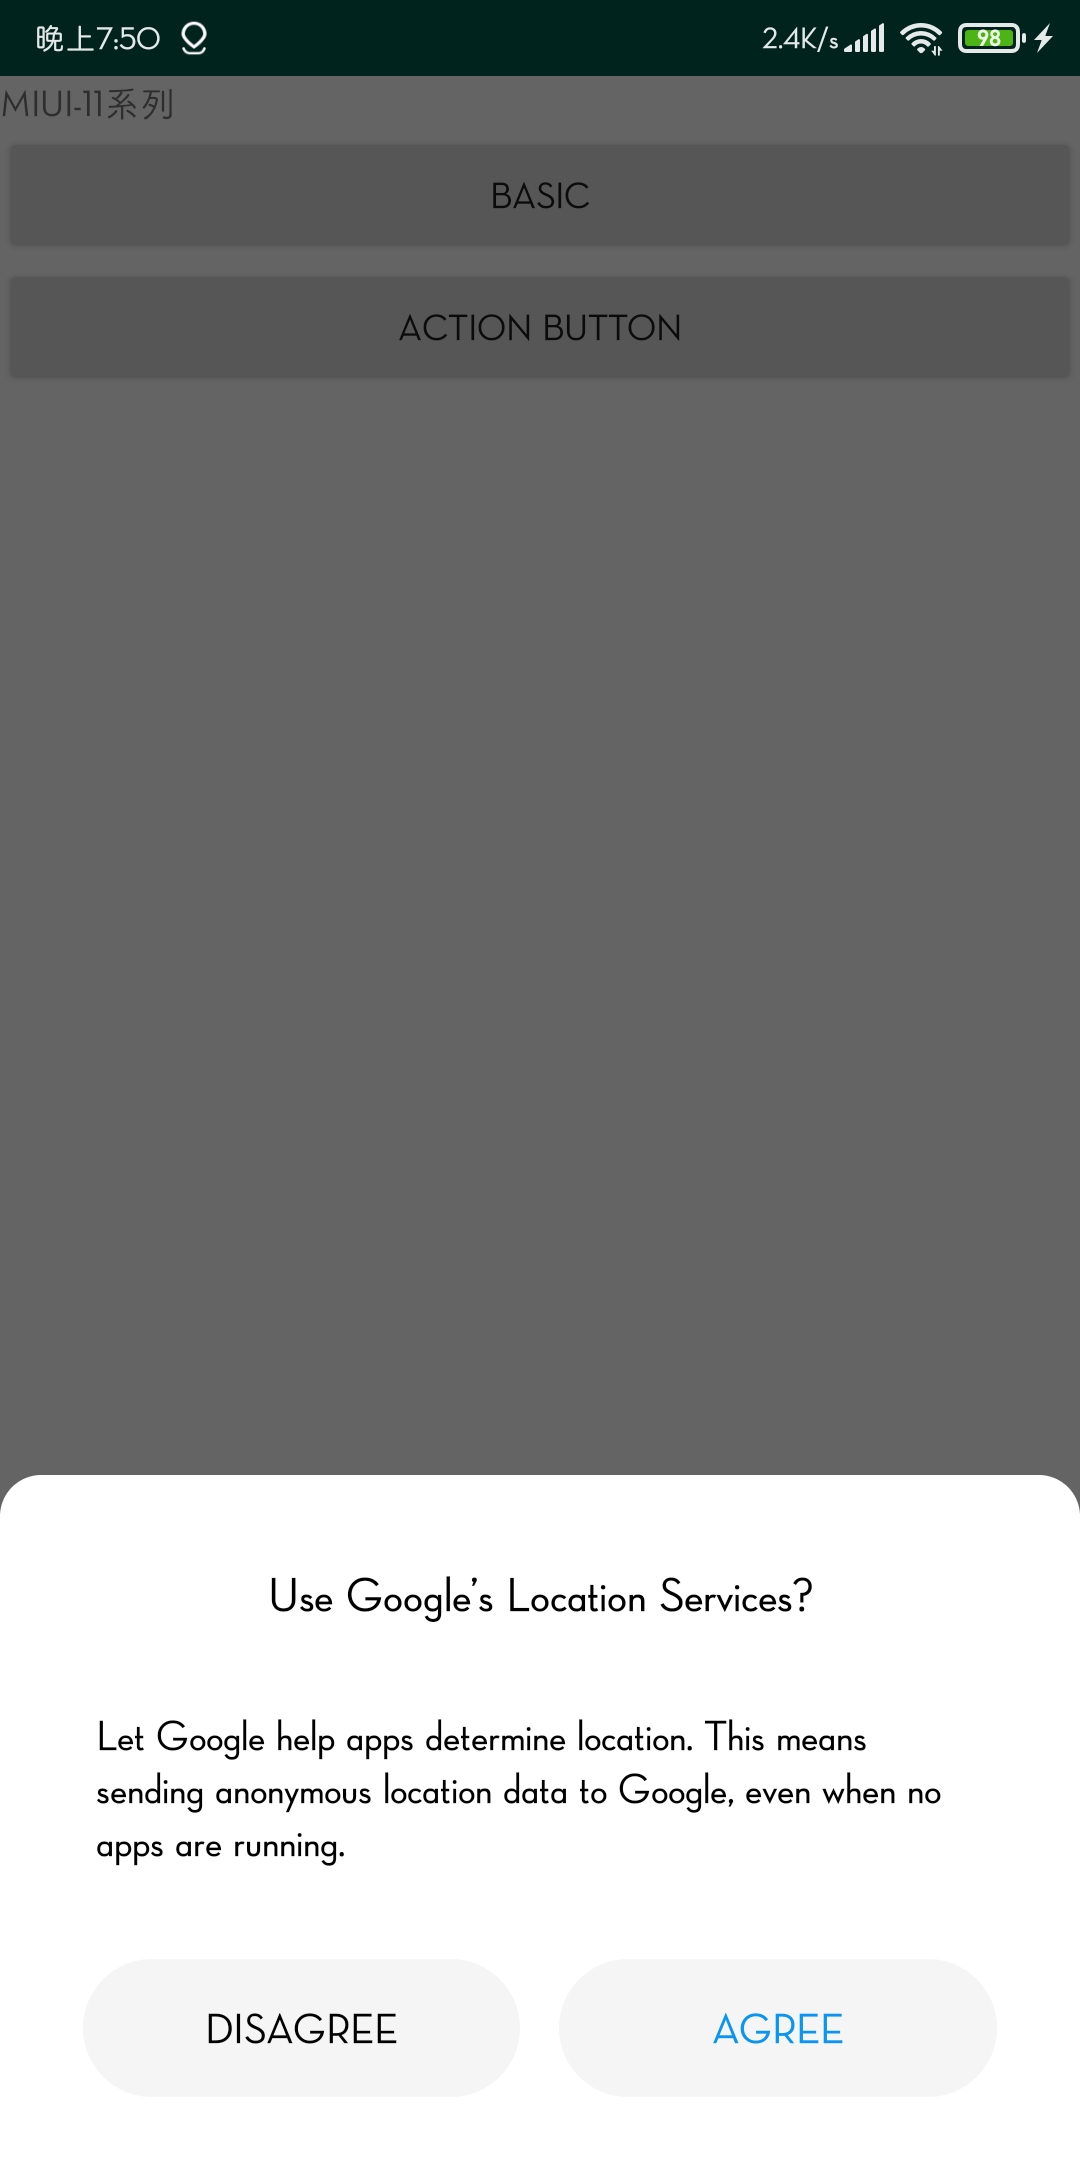 晚上7:50
2.4K/s
98
MIUI-11系列
BASIC
ACTION BUTTON
Use Google's Location Services?
Let Google help apps determine location. This means
sending anonymous location data to Google, even when no
apps are running.
DISAGREE
AGREE